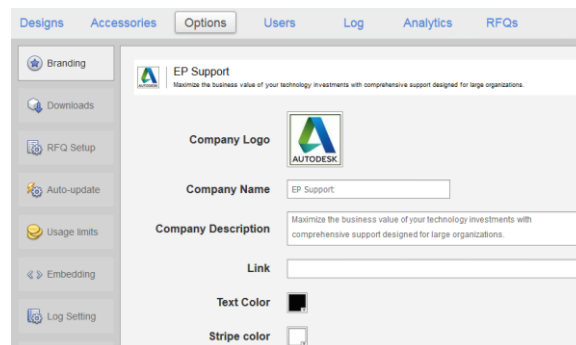 Designs Accessories Options Users Log Analytics RFQs
Branding
Downloads
RFQ Setup
Auto-update
Usage limits
Embedding
Log Setting
AUTODESK
EP Support
Maximize the business value of your technology investments with comprehensive support designed for large organizations.
Company Logo
AUTODESK
Company Name
EP Support
Company Description
Maximize the business value of your technology investments with
comprehensive support designed for large organizations.
Link
Text Color
Stripe color